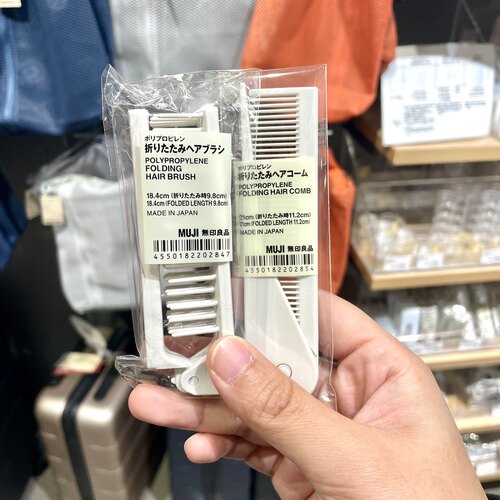 ポリプロピレン
折りたたみヘアブラシ
POLYPROPYLENE
FOLDING
HAIR BRUSH
18.4cm (折りたたみ時9.8cm)
18.4cm (FOLDED LENGTH 9.8cm)
MADE IN JAPAN
MUJI 無印良品
4550182202847
ポリプロピレン
折りたたみヘアコーム
POLYPROPYLENE
FOLDING HAIR COMB
21cm (折りたたみ時11.2cm)
21cm (FOLDED LENGTH 11.2cm)
MADE IN JAPAN
MUJI 無印良品
4550182202854